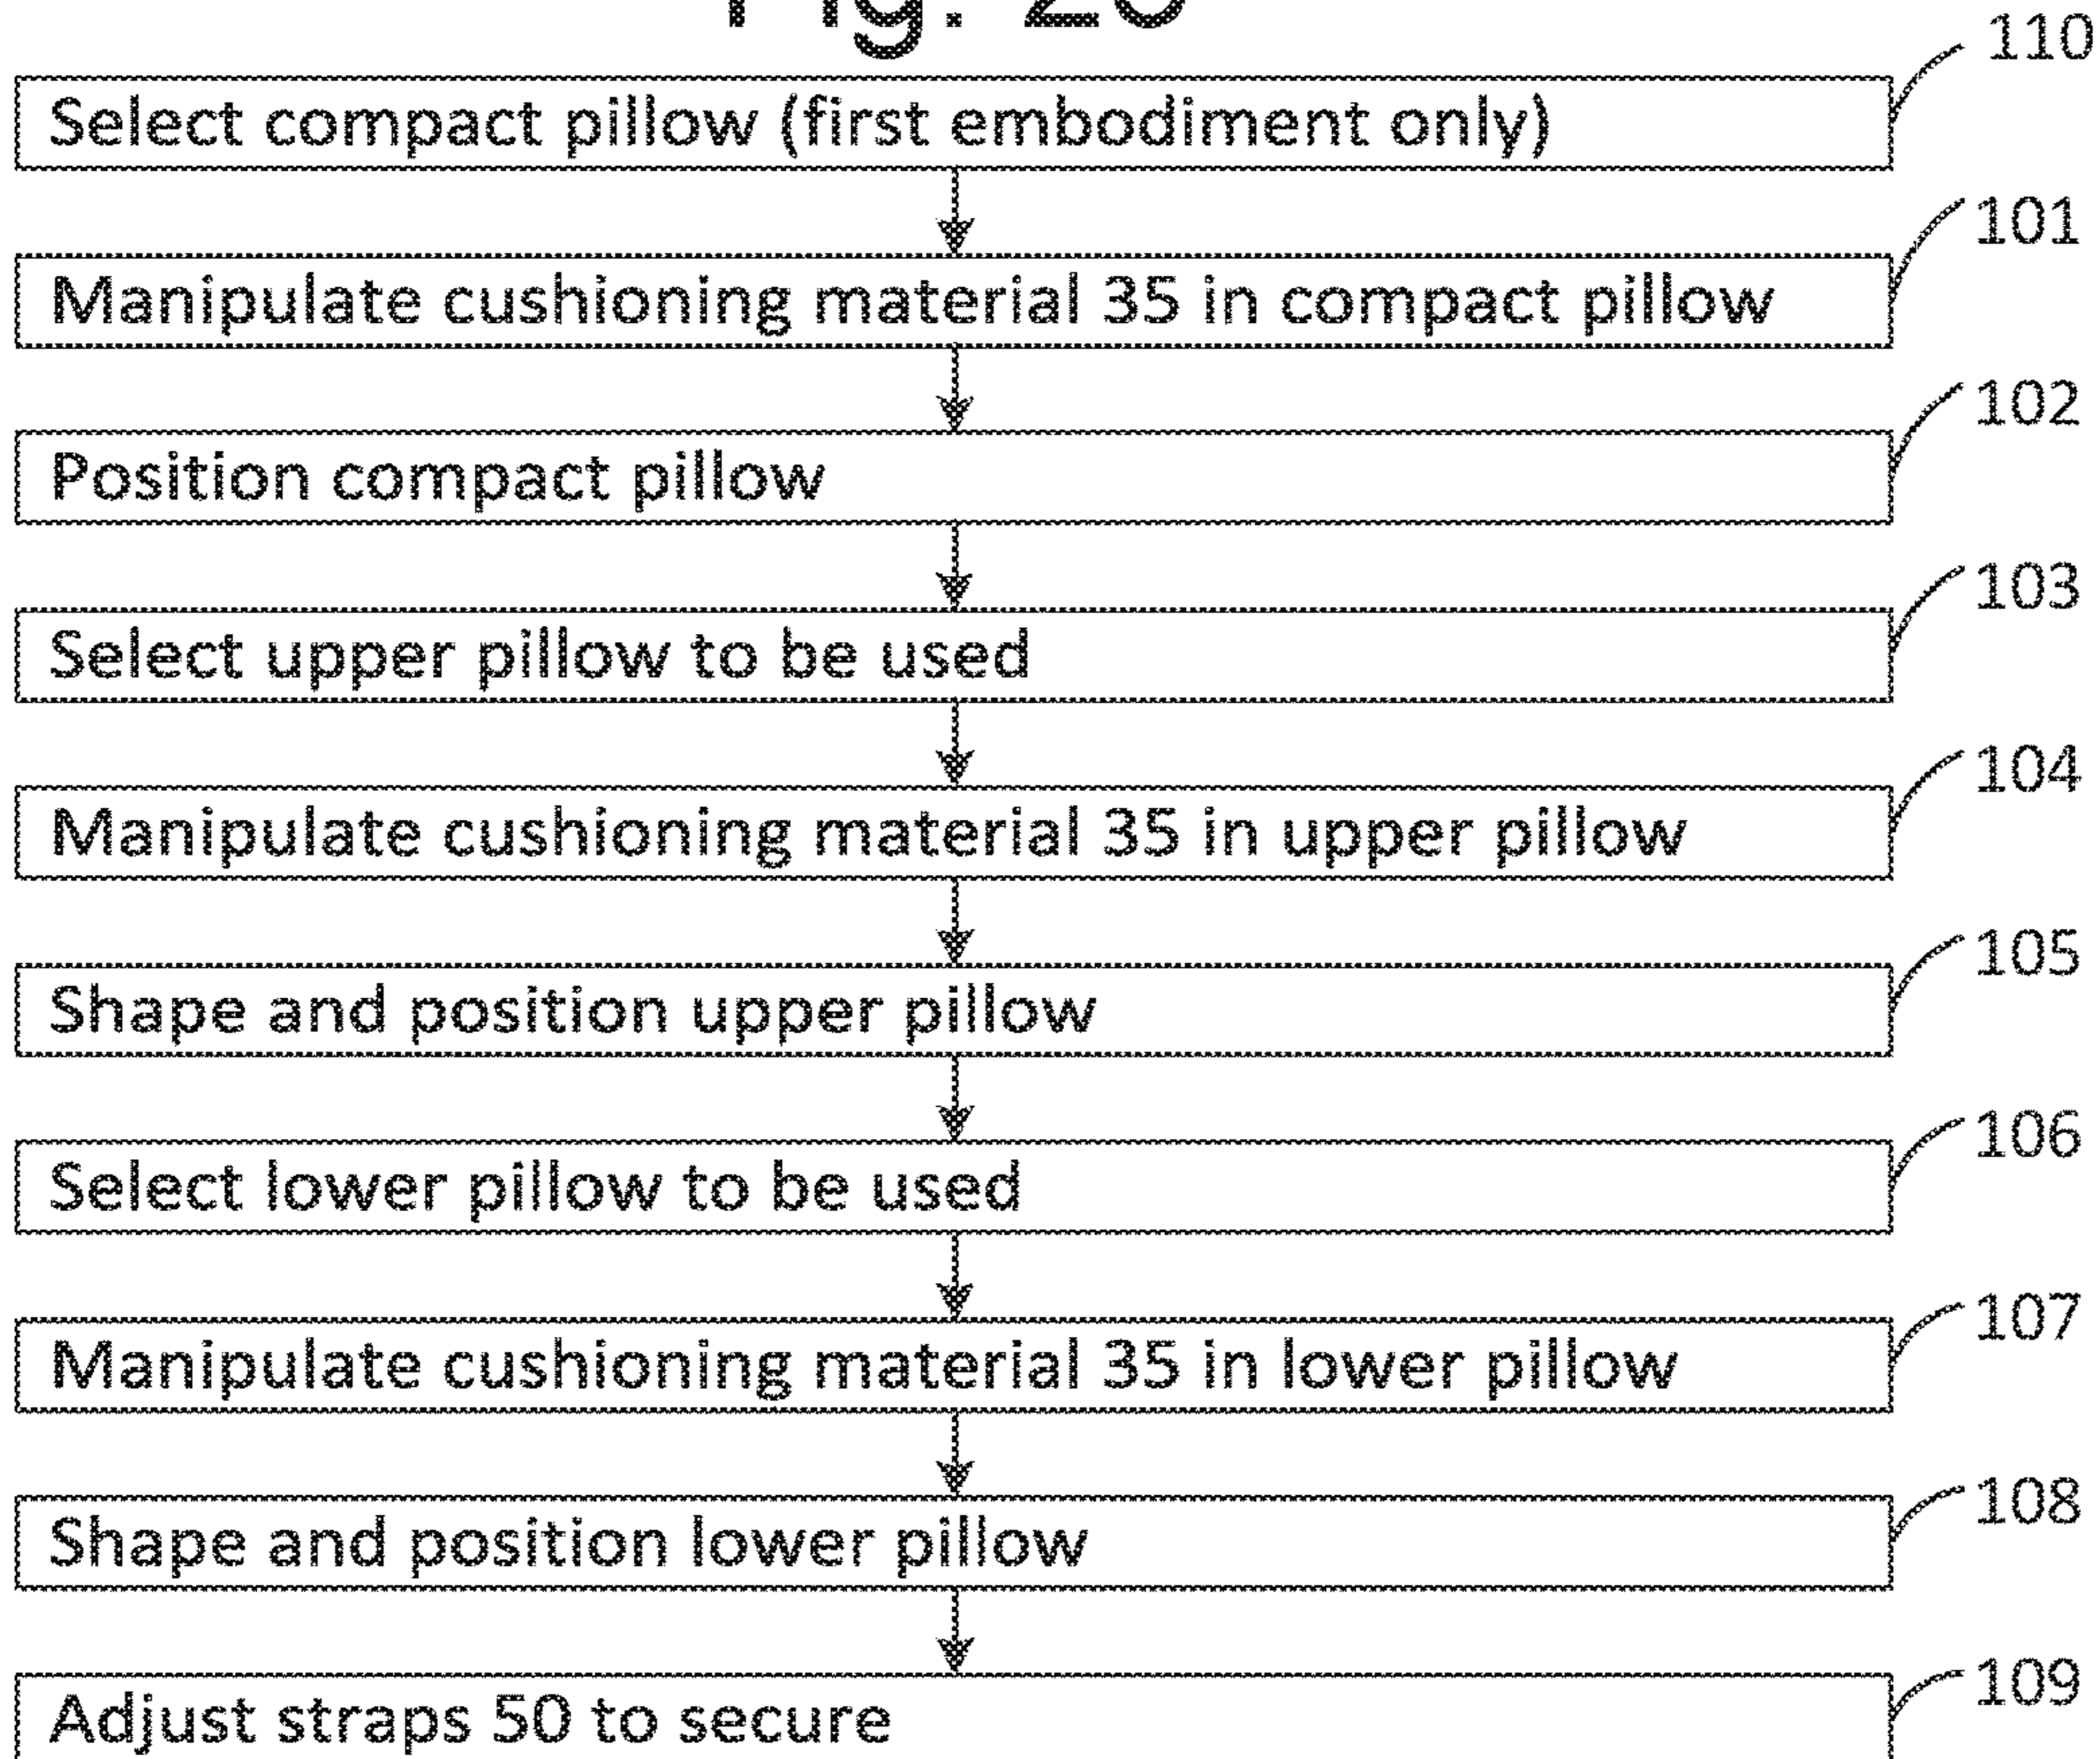 Fig.
110
Select compact pillow (first embodiment only)
101
Manipulate cushioning material 35 in compact pillow
102
Position compact pillow
103
Select upper pillow to be used
104
Manipulate cushioning material 35 in upper pillow
105
Shape and position upper pillow
106
Select lower pillow to be used
107
Manipulate cushioning material 35 in lower pillow
108
Shape and position lower pillow
109
Adjust straps 50 to secure